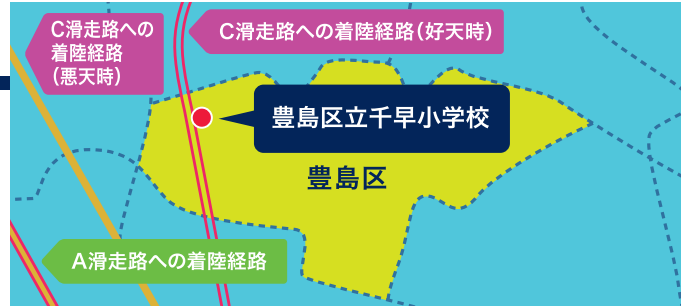 C滑走路への
着陸経路
(悪天時)
C滑走路への着陸経路(好天時)
豊島区立千早小学校
豊島区
A滑走路への着陸経路